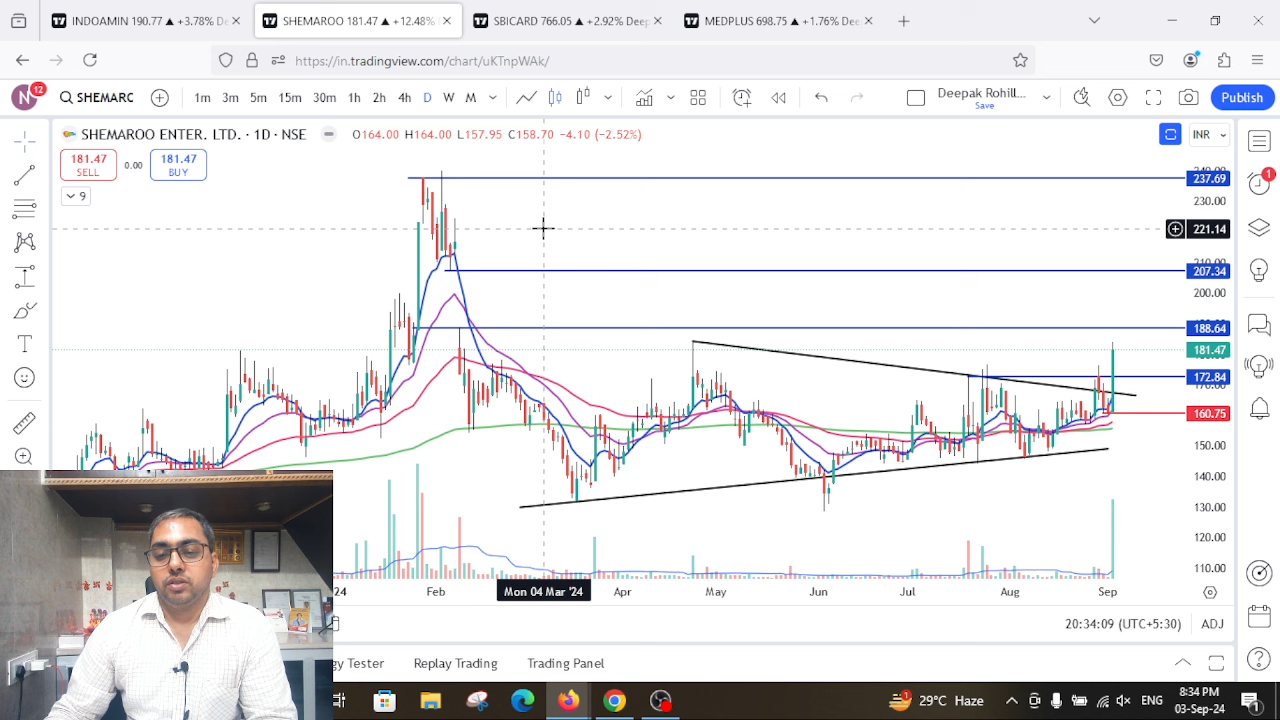 INDOAMIN 190.77 ▲ +3.78% De
SHEMAROO 181.47 ▲ +12.48%
SBICARD 766.05 ▲ +2.92% Deep
MEDPLUS 698.75 ▲ +1.76% Dee
https://in.tradingview.com/chart/uKTnpWAk/
N 12
SHEMARO
1m 3m 5m 15m 30m 1h 2h 4h D W M
Deepak Rohill...
Save
Publish
SHEMAROO ENTER. LTD. · 1D · NSE
O164.00 H164.00 L157.95 C158.70 −4.10 (−2.52%)
INR
181.47
SELL
0.00
181.47
BUY
9
1
237.69
230.00
221.14
207.34
200.00
188.64
181.47
172.84
160.75
150.00
140.00
130.00
120.00
110.00
24 Feb Mon 04 Mar '24 Apr May Jun Jul Aug Sep
20:34:09 (UTC+5:30) ADJ
gy Tester Replay Trading Trading Panel
1
29°C Haze
ENG
8:34 PM
03-Sep-24
1